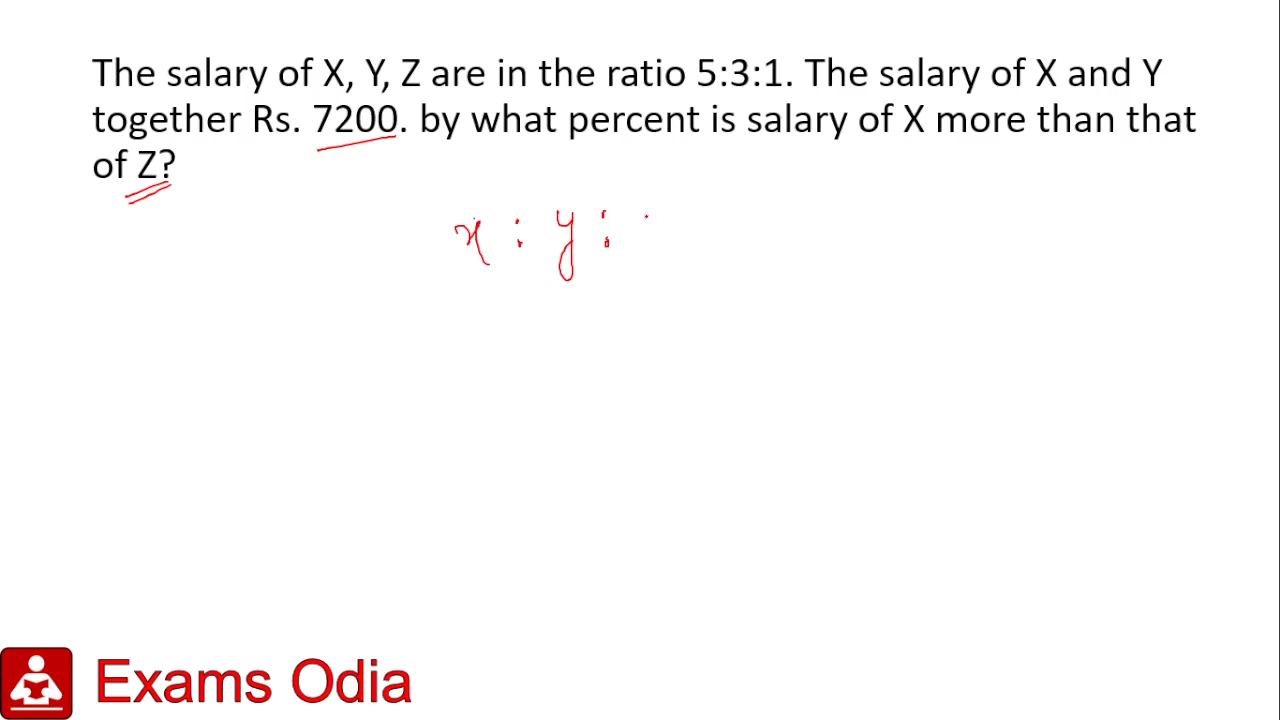 The salary of X, Y, Z are in the ratio 5:3:1. The salary of X and Y
together Rs. 7200. by what percent is salary of X more than that
of Z?
x : y :
Exams Odia